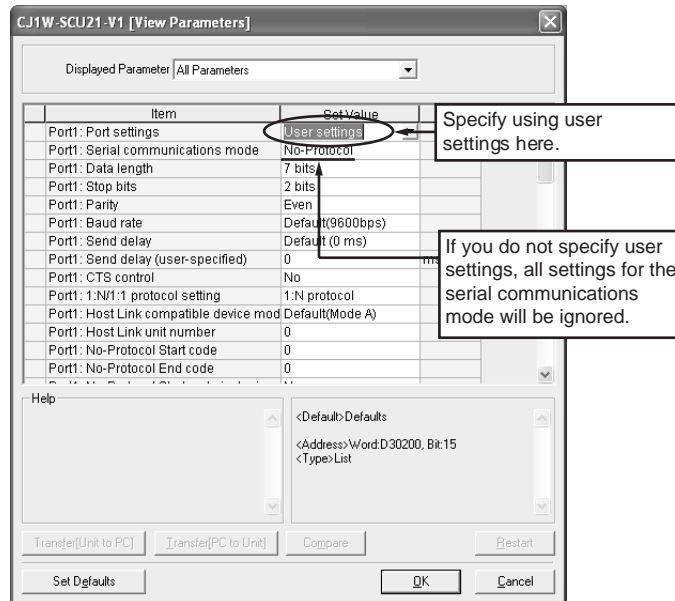 CJ1W-SCU21-V1 [View Parameters]
Displayed Parameter All Parameters
Item Set Value
Port1: Port settings User settings
Port1: Serial communications mode No-Protocol
Port1: Data length 7 bits
Port1: Stop bits 2 bits
Port1: Parity Even
Port1: Baud rate Default(9600bps)
Port1: Send delay Default (0 ms)
Port1: Send delay (user-specified) 0
Port1: CTS control No
Port1: 1:N/1:1 protocol setting 1:N protocol
Port1: Host Link compatible device mod Default(Mode A)
Port1: Host Link unit number 0
Port1: No-Protocol Start code 0
Port1: No-Protocol End code 0
Specify using user
settings here.
If you do not specify user
settings, all settings for the
serial communications
mode will be ignored.
Help
<Default>Defaults
<Address>Word:D30200, Bit:15
<Type>List
Transfer[Unit to PC] Transfer[PC to Unit] Compare Restart
Set Defaults OK Cancel